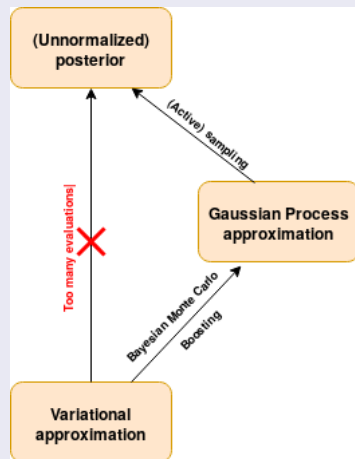 (Unnormalized)
posterior
(Active) sampling
Too many evaluations|
Gaussian Process
approximation
Bayesian Monte Carlo
Boosting
Variational
approximation